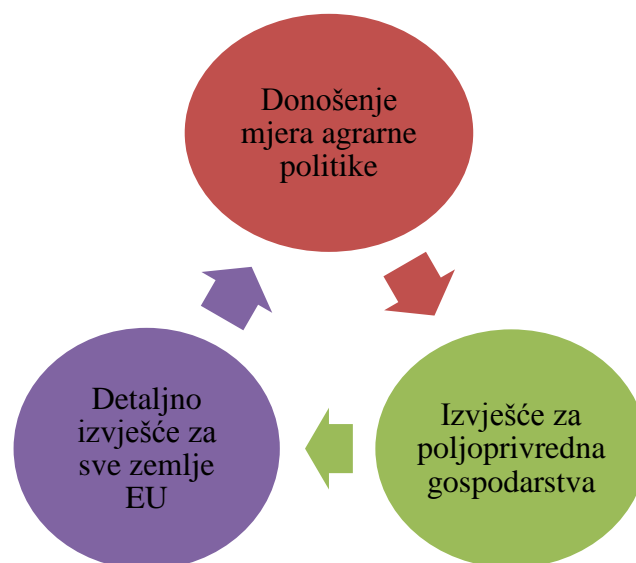 Donošenje
mjera agrarne
politike
Izvješće za
poljoprivredna
gospodarstva
Detaljno
izvješće za
sve zemlje
EU